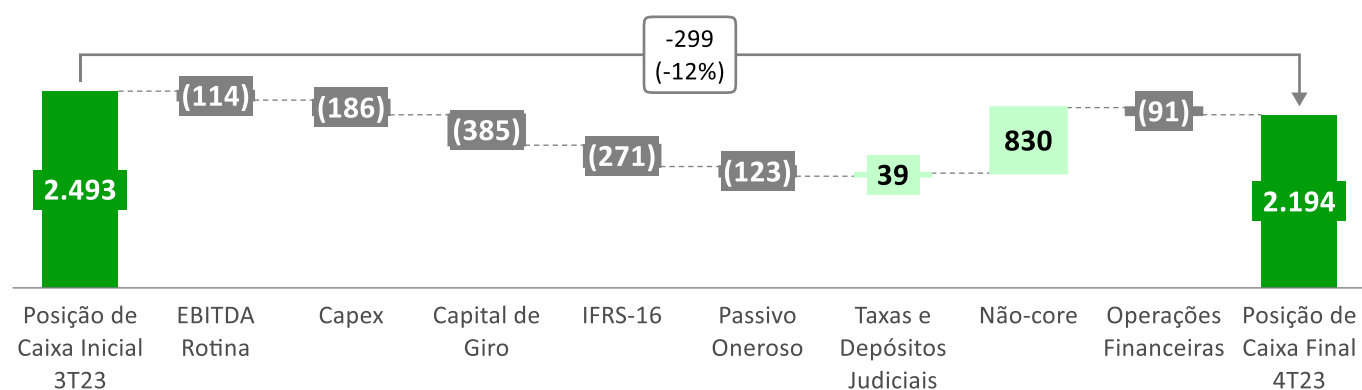 -299
(-12%)
2.493
(114)
(186)
(385)
(271)
(123)
39
830
(91)
2.194
Posição de
Caixa Inicial
3T23
EBITDA
Rotina
Capex
Capital de
Giro
IFRS-16
Passivo
Oneroso
Taxas e
Depósitos
Judiciais
Não-core
Operações
Financeiras
Posição de
Caixa Final
4T23